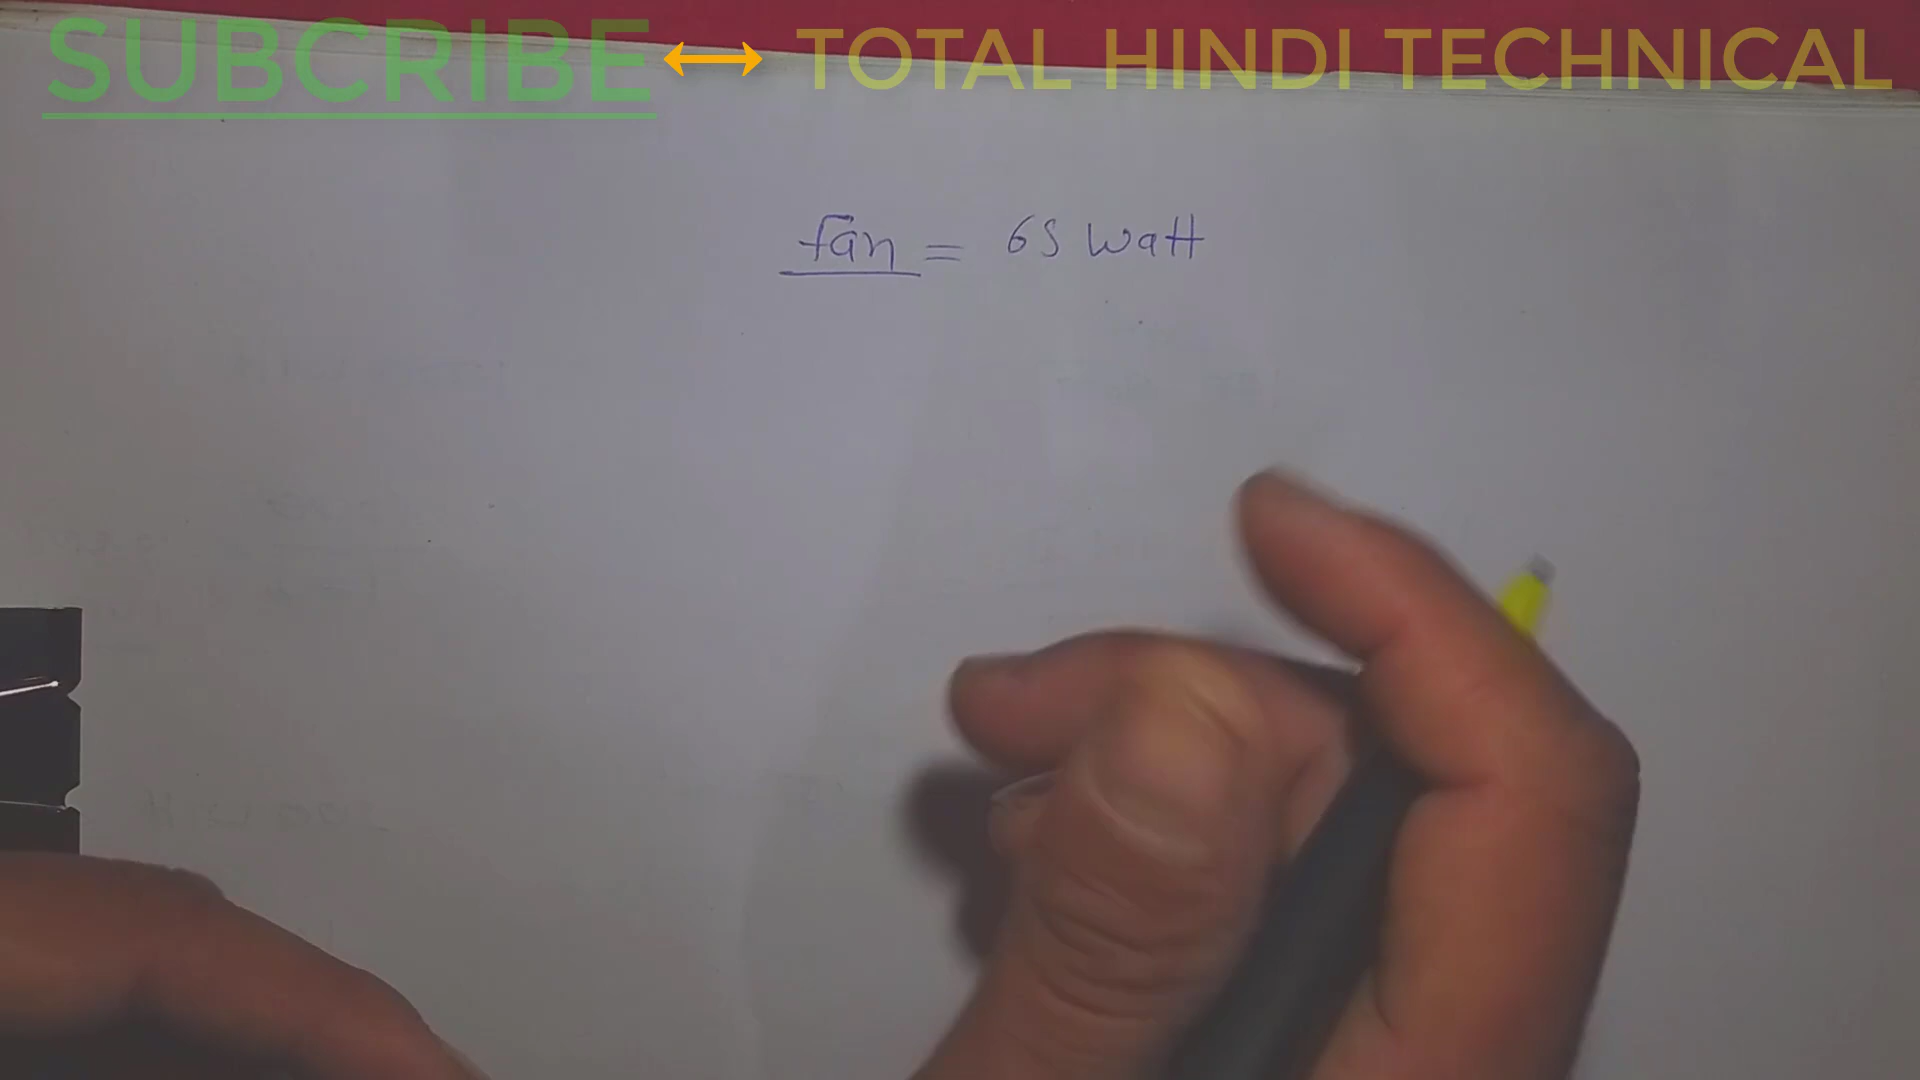 SUBCRIBE ↔ TOTAL HINDI TECHNICAL
fan = 65 Watt